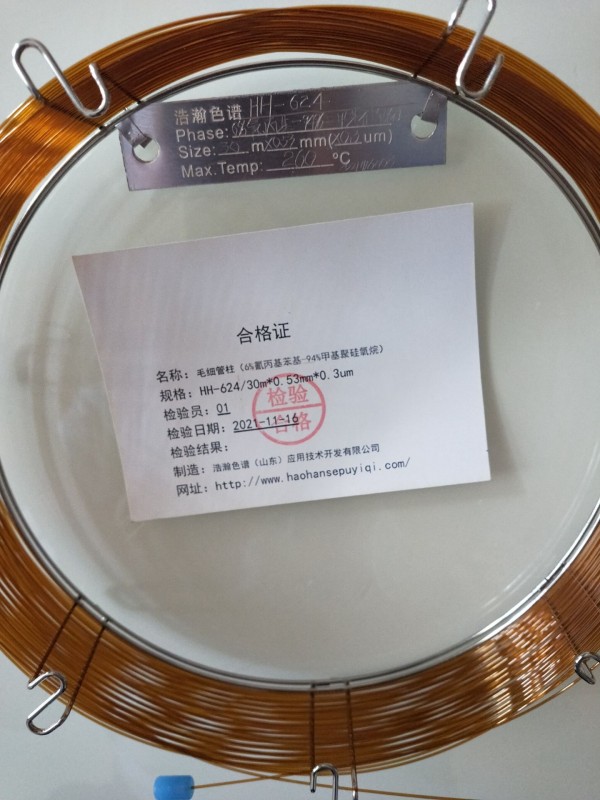 浩瀚色谱 HH-624
Phase:
Size: 30 m mm( um)
Max.Temp: 200 °C
合格证
名称: 毛细管柱（6%氰丙基苯基-94%甲基聚硅氧烷）
规格: HH-624/30m*0.53mm*0.3um
检验员: 01
检验日期: 2021-11-16
检验结果:
检验
合格
制造: 浩瀚色谱（山东）应用技术开发有限公司
网址: http://www.haohansepuyiqi.com/